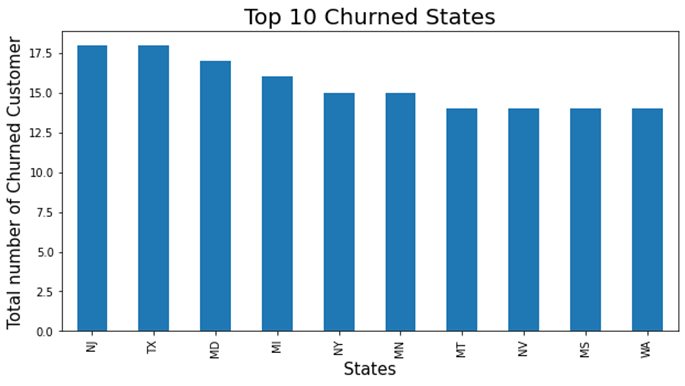 Top 10 Churned States
Total number of Churned Customer
17.5
15.0
12.5
10.0
7.5
5.0
2.5
0.0
NJ
TX
MD
MI
NY
MN
MT
NV
MS
WA
States